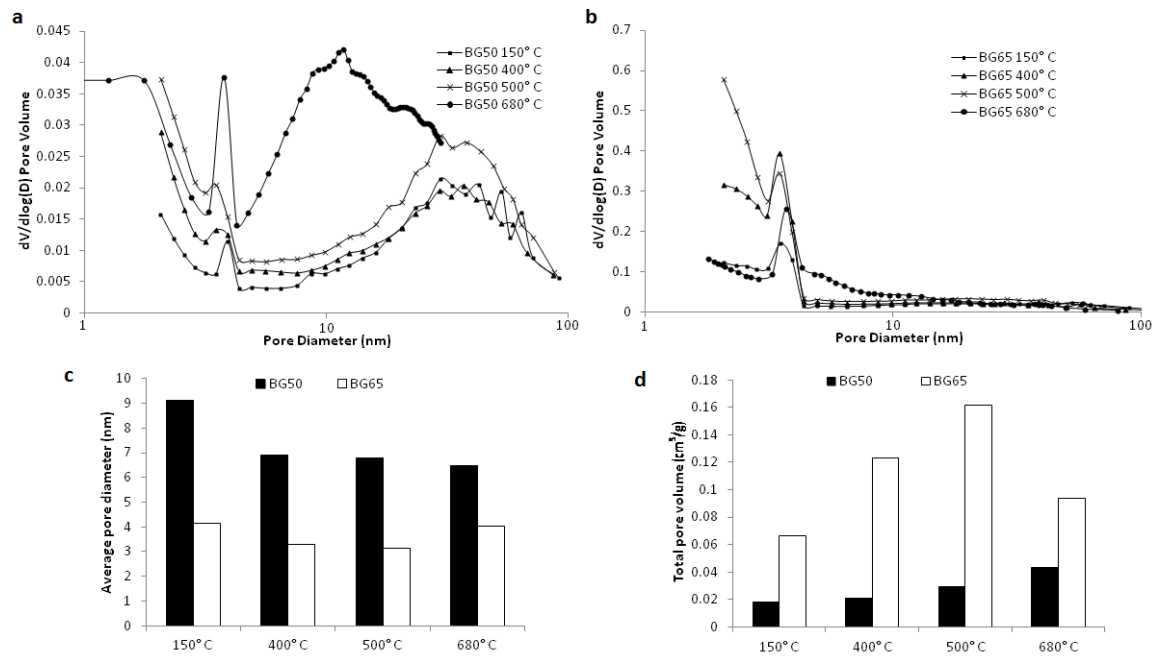 a
0.045
0.04
0.035
0.03
0.025
0.02
0.015
0.01
0.005
0
dV/dlog(D) Pore Volume
1
10
100
Pore Diameter (nm)
BG50 150° C
BG50 400° C
BG50 500° C
BG50 680° C
b
0.7
0.6
0.5
0.4
0.3
0.2
0.1
0
dV/dlog(D) Pore Volume
1
10
100
Pore Diameter (nm)
BG65 150° C
BG65 400° C
BG65 500° C
BG65 680° C
c
BG50
BG65
10
9
8
7
6
5
4
3
2
1
0
Average pore diameter (nm)
150° C
400° C
500° C
680° C
d
BG50
BG65
0.18
0.16
0.14
0.12
0.1
0.08
0.06
0.04
0.02
0
Total pore volume (cm³/g)
150° C
400° C
500° C
680° C